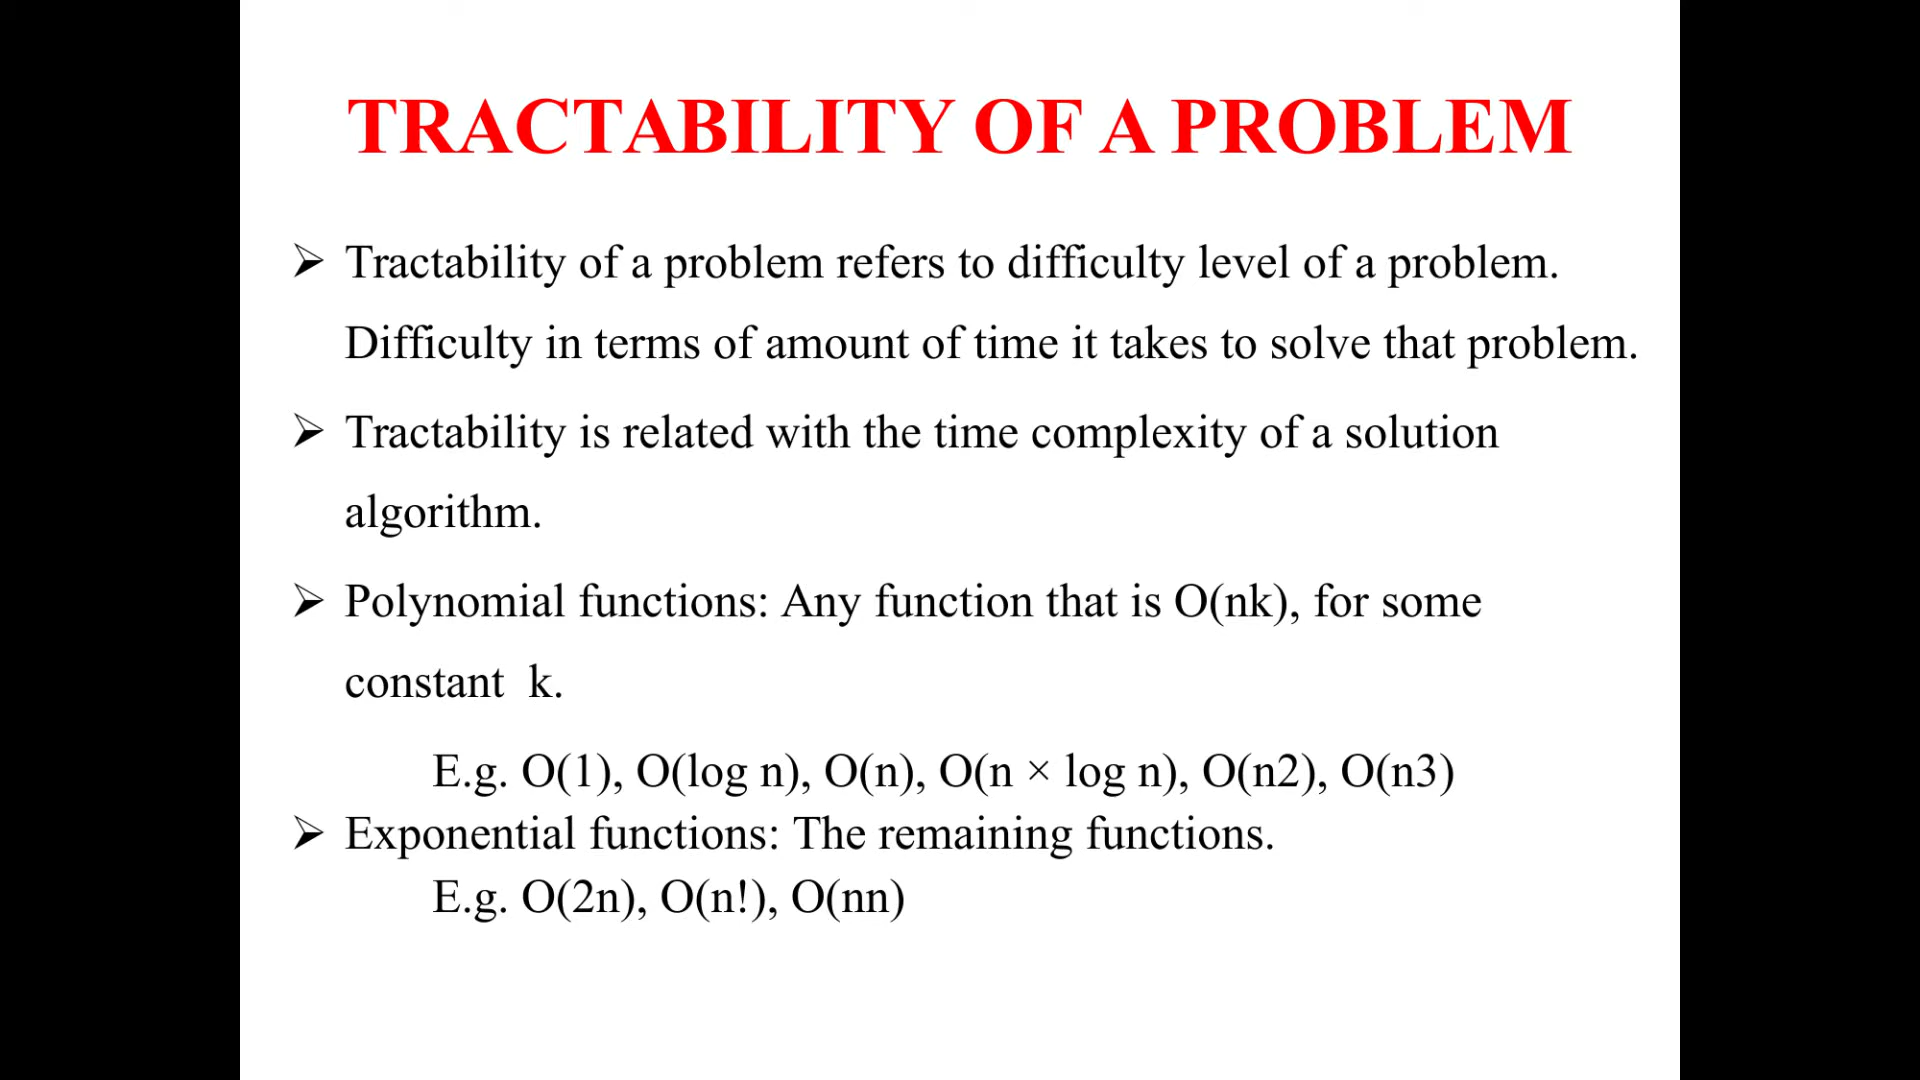 TRACTABILITY OF A PROBLEM
➢ Tractability of a problem refers to difficulty level of a problem.
Difficulty in terms of amount of time it takes to solve that problem.
➢ Tractability is related with the time complexity of a solution
algorithm.
➢ Polynomial functions: Any function that is O(nk), for some
constant  k.
E.g. O(1), O(log n), O(n), O(n × log n), O(n2), O(n3)
➢ Exponential functions: The remaining functions.
E.g. O(2n), O(n!), O(nn)